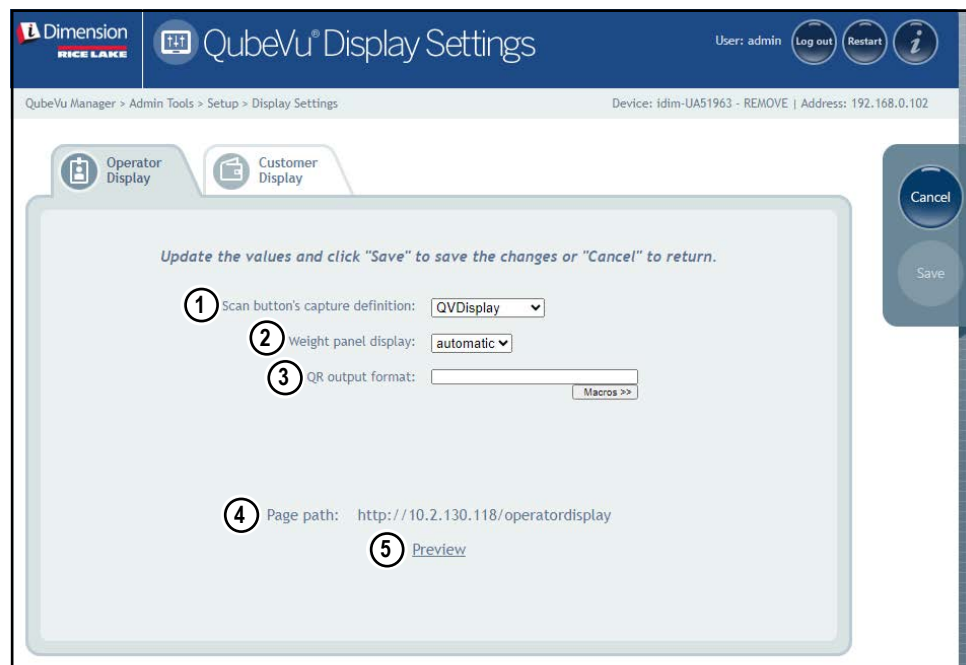 Dimension
RICE LAKE
QubeVu® Display Settings
User: admin
Log out
Restart
i
QubeVu Manager > Admin Tools > Setup > Display Settings
Device: idim-UA51963 - REMOVE | Address: 192.168.0.102
Operator
Display
Customer
Display
Cancel
Save
Update the values and click "Save" to save the changes or "Cancel" to return.
1 Scan button's capture definition: QVDisplay
2 Weight panel display: automatic
3 QR output format:
Macros >>
4 Page path: http://10.2.130.118/operatordisplay
5 Preview